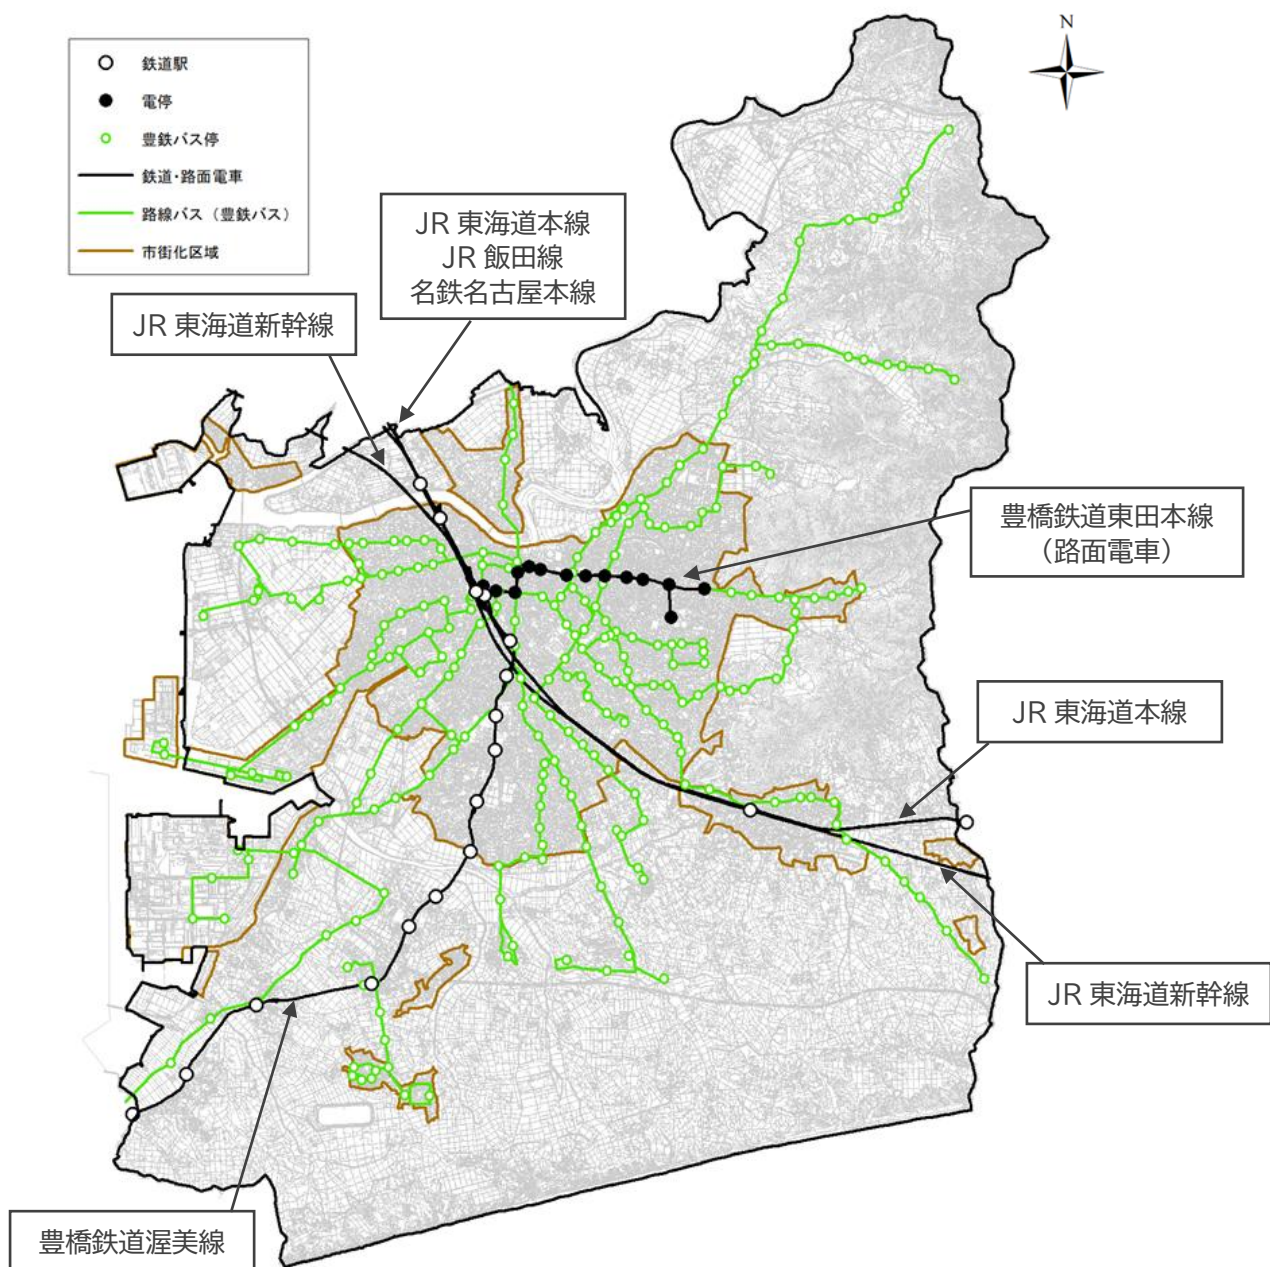 N
鉄道駅
電停
豊鉄バス停
鉄道・路面電車
路線バス（豊鉄バス）
市街化区域
JR 東海道本線
JR 飯田線
名鉄名古屋本線
JR 東海道新幹線
豊橋鉄道東田本線
（路面電車）
JR 東海道本線
JR 東海道新幹線
豊橋鉄道渥美線